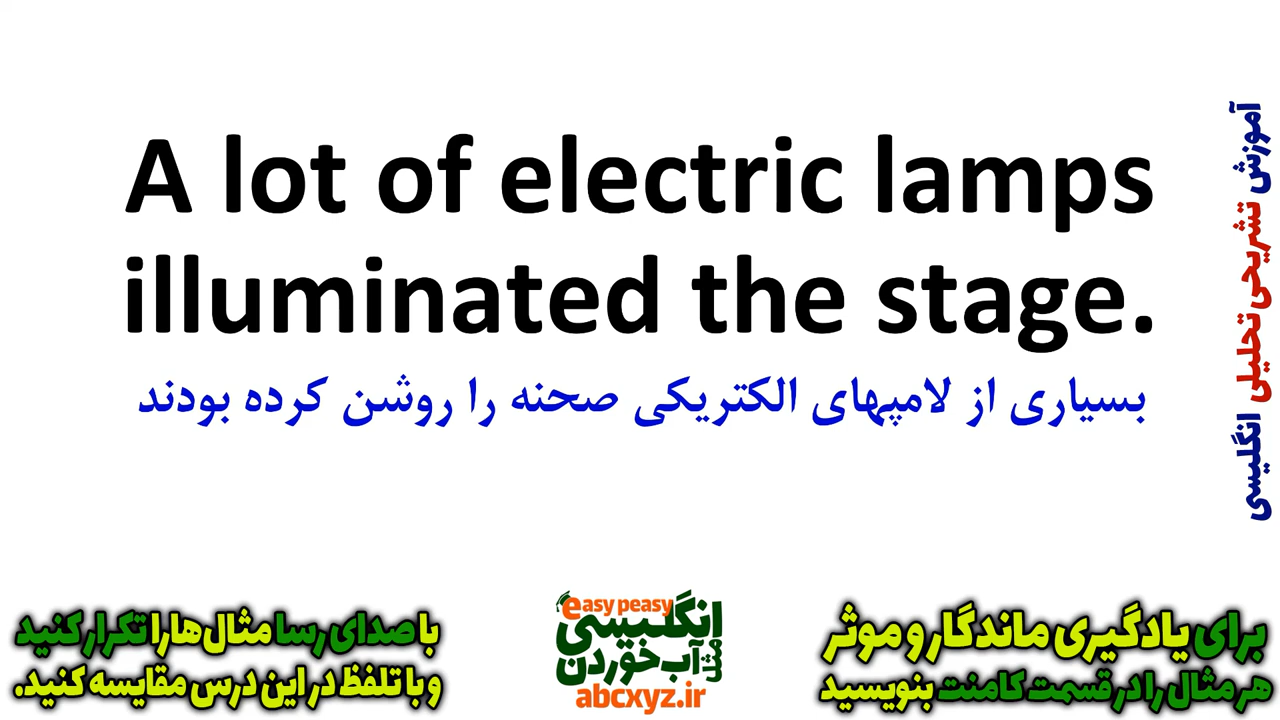 A lot of electric lamps
illuminated the stage.
بسیاری از لامپهای الکتریکی صحنه را روشن کرده بودند
آموزش تشریحی تحلیلی انگلیسی
با صدای رسا مثال‌ها را تکرار کنید
و با تلفظ در این درس مقایسه کنید.
easy peasy
انگلیسی
مثل
آب خوردن
abcxyz.ir
برای یادگیری ماندگار و موثر
هر مثال را در قسمت کامنت بنویسید